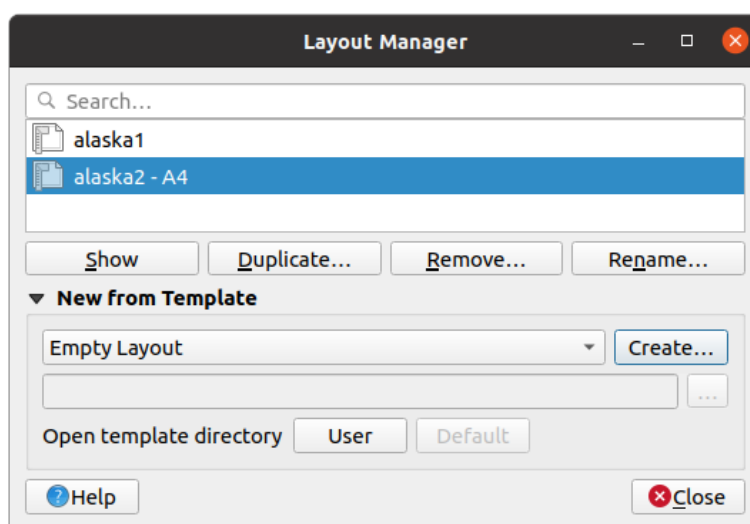 Layout Manager
Search...
alaska1
alaska2 - A4
Show Duplicate... Remove... Rename...
New from Template
Empty Layout Create...
...
Open template directory User Default
Help Close